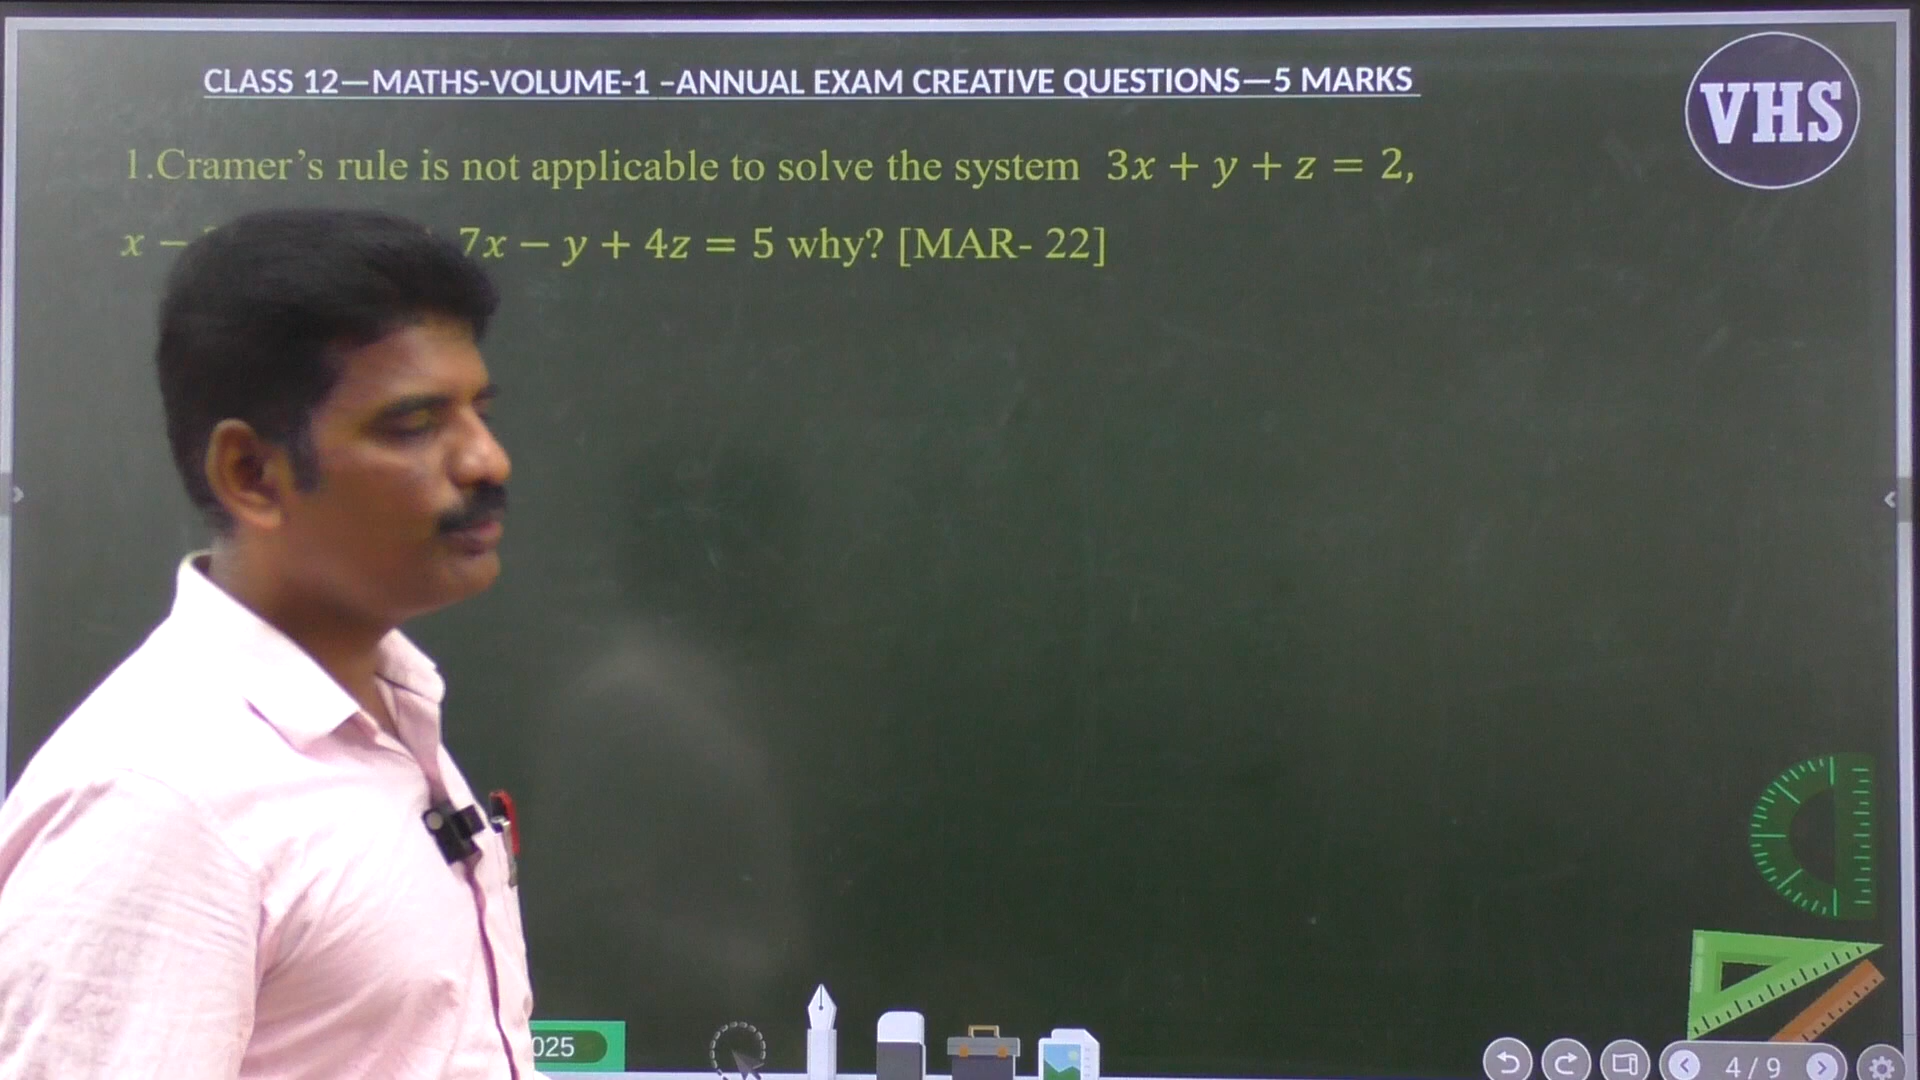 CLASS 12—MATHS-VOLUME-1 –ANNUAL EXAM CREATIVE QUESTIONS—5 MARKS
VHS
1.Cramer’s rule is not applicable to solve the system 3x + y + z = 2,
x − 7x − y + 4z = 5 why? [MAR- 22]
025
4 / 9